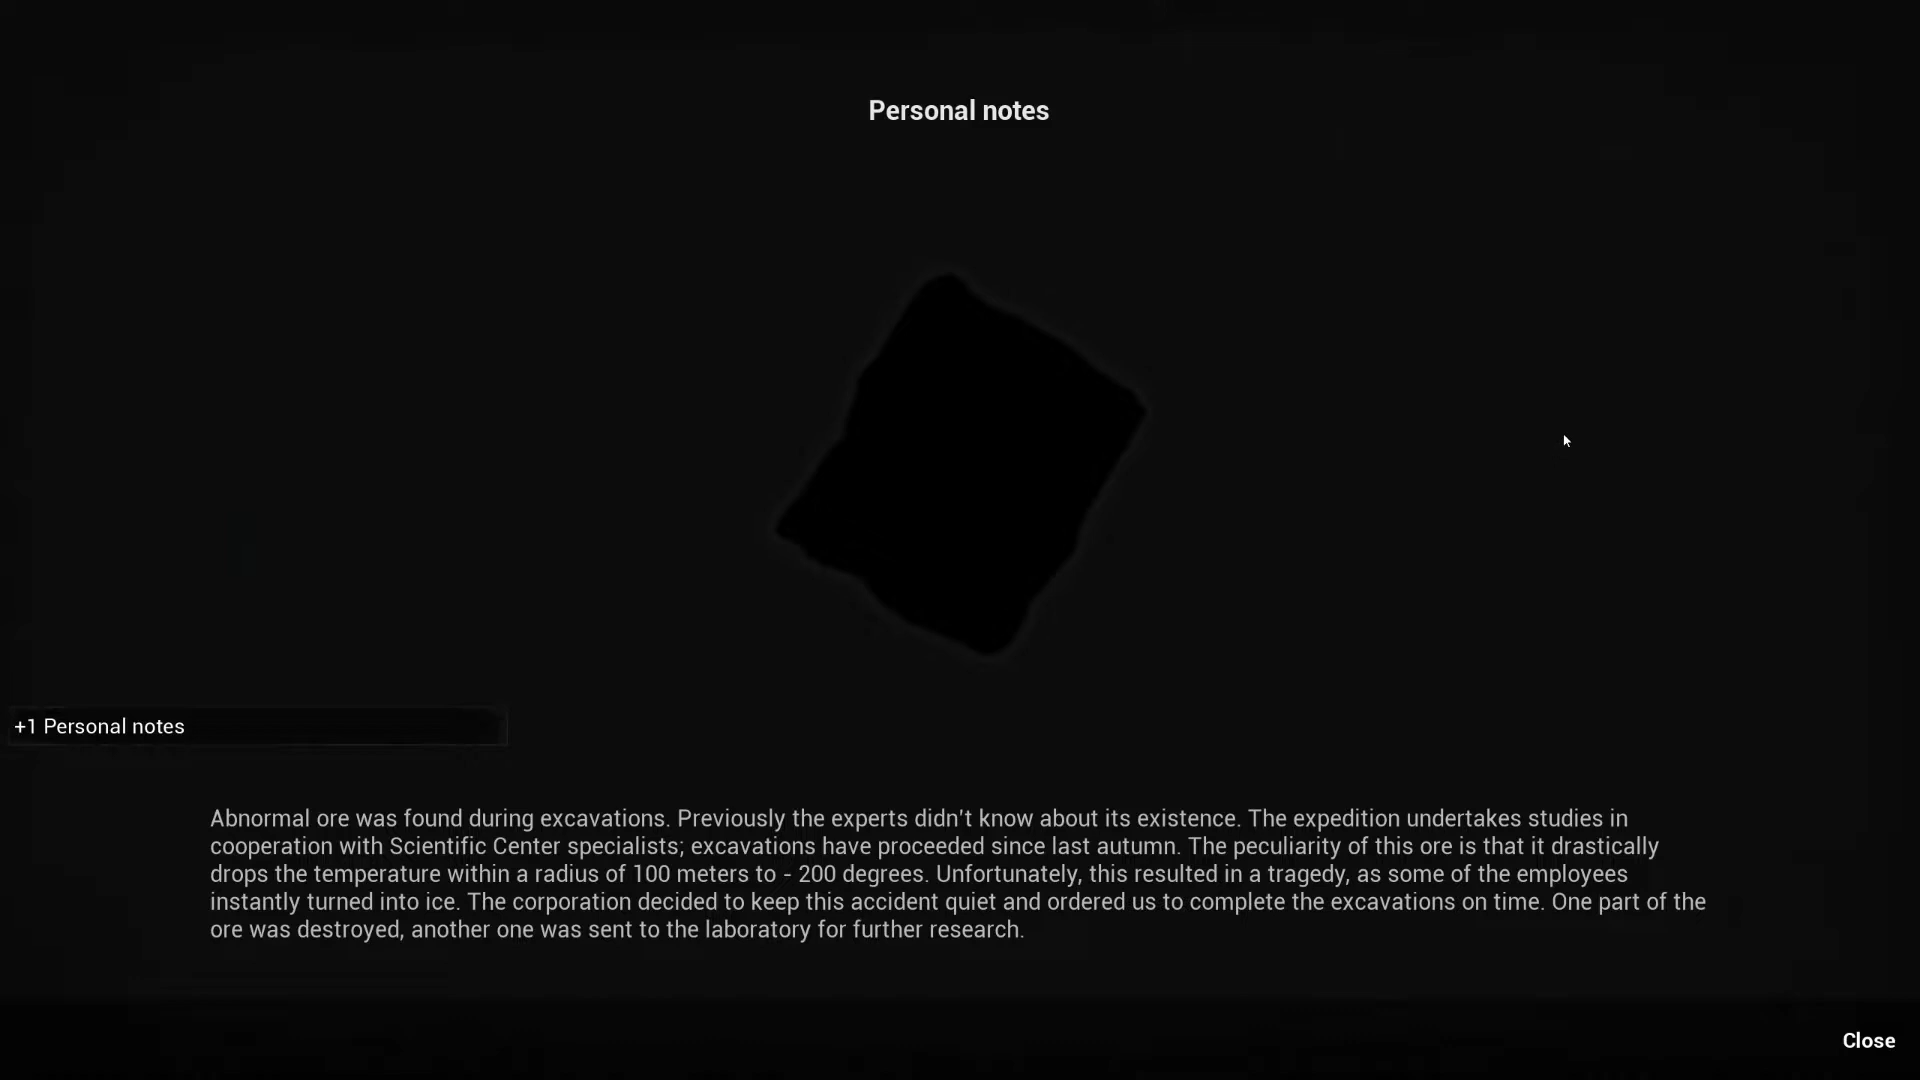 Personal notes
+1 Personal notes
Abnormal ore was found during excavations. Previously the experts didn't know about its existence. The expedition undertakes studies in
cooperation with Scientific Center specialists; excavations have proceeded since last autumn. The peculiarity of this ore is that it drastically
drops the temperature within a radius of 100 meters to - 200 degrees. Unfortunately, this resulted in a tragedy, as some of the employees
instantly turned into ice. The corporation decided to keep this accident quiet and ordered us to complete the excavations on time. One part of the
ore was destroyed, another one was sent to the laboratory for further research.
Close